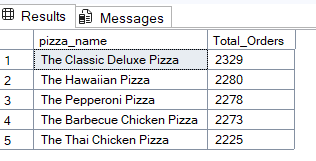 Results Messages
pizza_name Total_Orders
1 The Classic Deluxe Pizza 2329
2 The Hawaiian Pizza 2280
3 The Pepperoni Pizza 2278
4 The Barbecue Chicken Pizza 2273
5 The Thai Chicken Pizza 2225